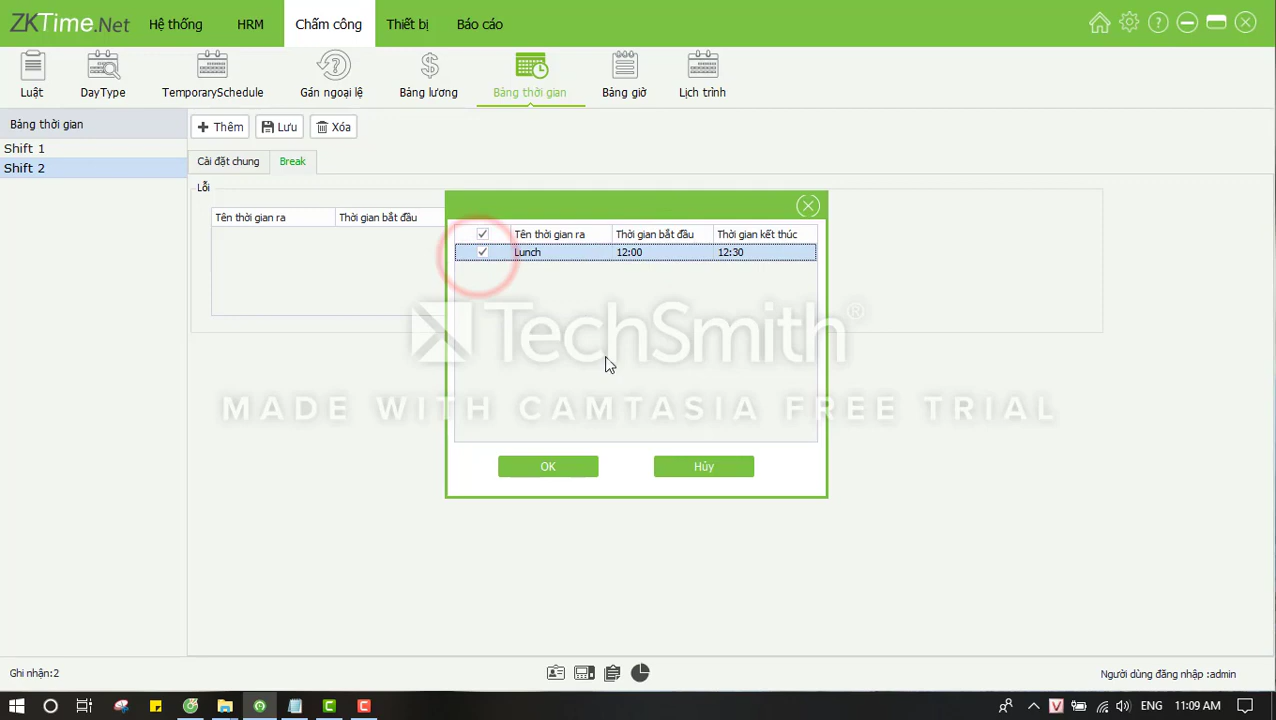 ZKTime.Net Hệ thống HRM Chấm công Thiết bị Báo cáo
Luật DayType TemporarySchedule Gán ngoại lệ Bảng lương Bảng thời gian Bảng giờ Lịch trình
Bảng thời gian
Shift 1
Shift 2
Thêm Lưu Xóa
Cài đặt chung Break
Lỗi
Tên thời gian ra Thời gian bắt đầu
Tên thời gian ra Thời gian bắt đầu Thời gian kết thúc
Lunch 12:00 12:30
TechSmith®
MADE WITH CAMTASIA FREE TRIAL
OK Hủy
Ghi nhận:2
Người dùng đăng nhập :admin
ENG 11:09 AM